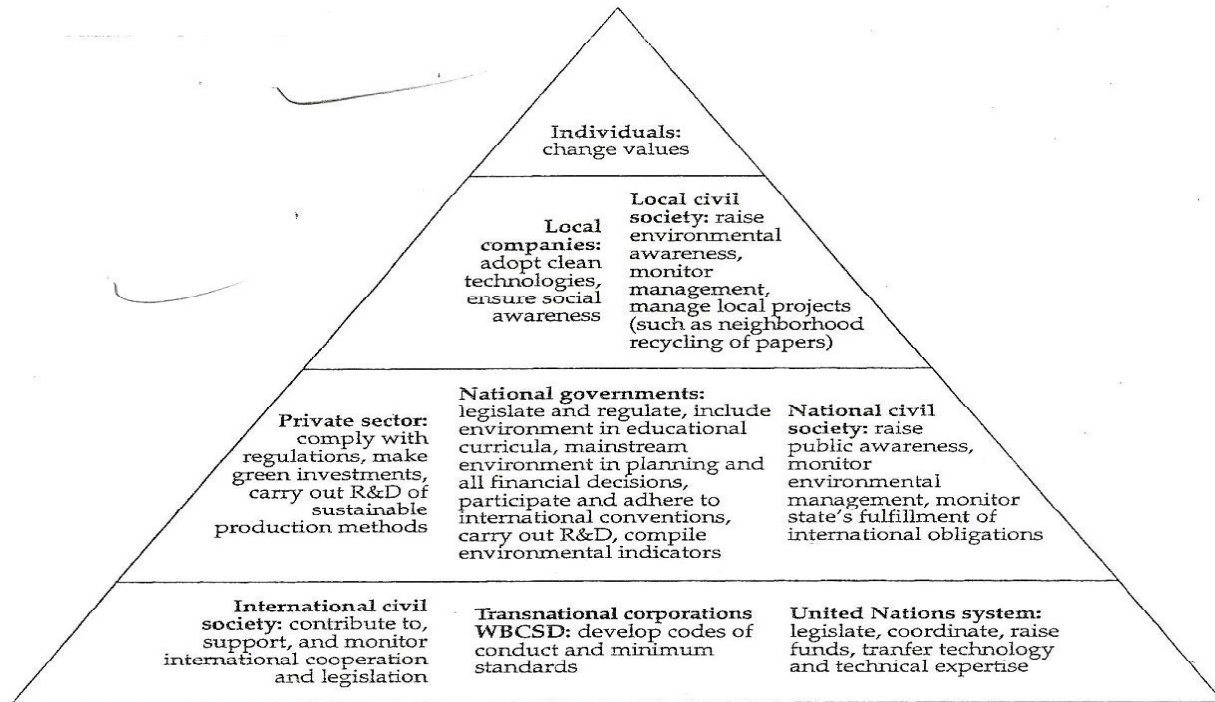 Individuals:
change values
Local
companies:
adopt clean
technologies,
ensure social
awareness
Local civil
society: raise
environmental
awareness,
monitor
management,
manage local projects
(such as neighborhood
recycling of papers)
Private sector:
comply with
regulations, make
green investments,
carry out R&D of
sustainable
production methods
National governments:
legislate and regulate, include
environment in educational
curricula, mainstream
environment in planning and
all financial decisions,
participate and adhere to
international conventions,
carry out R&D, compile
environmental indicators
National civil
society: raise
public awareness,
monitor
environmental
management, monitor
state's fulfillment of
international obligations
International civil
society: contribute to,
support, and monitor
international cooperation
and legislation
Transnational corporations
WBCSD: develop codes of
conduct and minimum
standards
United Nations system:
legislate, coordinate, raise
funds, tranfer technology
and technical expertise